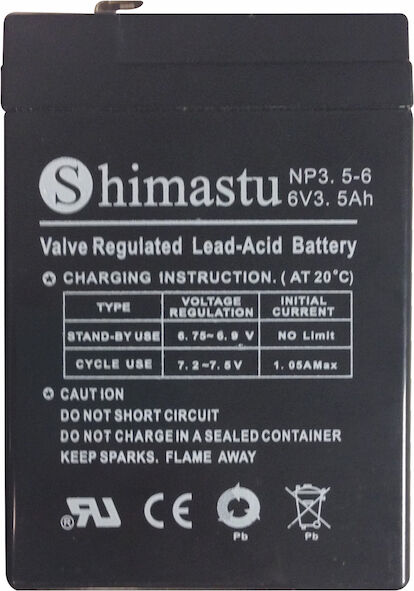 Shimastu NP3. 5-6
6V3. 5Ah
Valve Regulated Lead-Acid Battery
CHARGING INSTRUCTION. ( AT 20°C)
TYPE VOLTAGE REGULATION INITIAL CURRENT
STAND-BY USE 6.75~6.9 V NO Limit
CYCLE USE 7.2~7.5V 1.05AMax
CAUTION
DO NOT SHORT CIRCUIT
DO NOT CHARGE IN A SEALED CONTAINER
KEEP SPARKS. FLAME AWAY
® RU CE Pb Pb